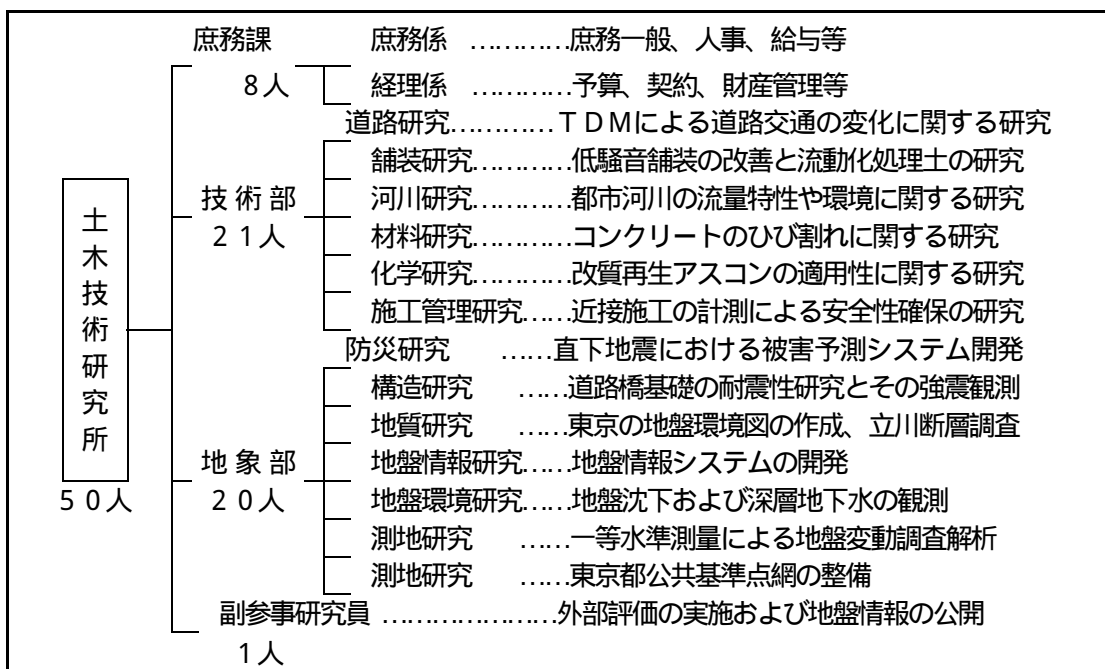 庶務課 庶務係 …………庶務一般、人事、給与等
8人 経理係 …………予算、契約、財産管理等
道路研究…………TDMによる道路交通の変化に関する研究
舗装研究…………低騒音舗装の改善と流動化処理土の研究
技術部 河川研究…………都市河川の流量特性や環境に関する研究
21人 材料研究…………コンクリートのひび割れに関する研究
化学研究…………改質再生アスコンの適用性に関する研究
施工管理研究……近接施工の計測による安全性確保の研究
土木技術研究所
防災研究 ……直下地震における被害予測システム開発
構造研究 ……道路橋基礎の耐震性研究とその強震観測
地質研究 ……東京の地盤環境図の作成、立川断層調査
地象部 地盤情報研究……地盤情報システムの開発
50人 20人 地盤環境研究……地盤沈下および深層地下水の観測
測地研究 ……一等水準測量による地盤変動調査解析
測地研究 ……東京都公共基準点網の整備
副参事研究員 …………外部評価の実施および地盤情報の公開
1人